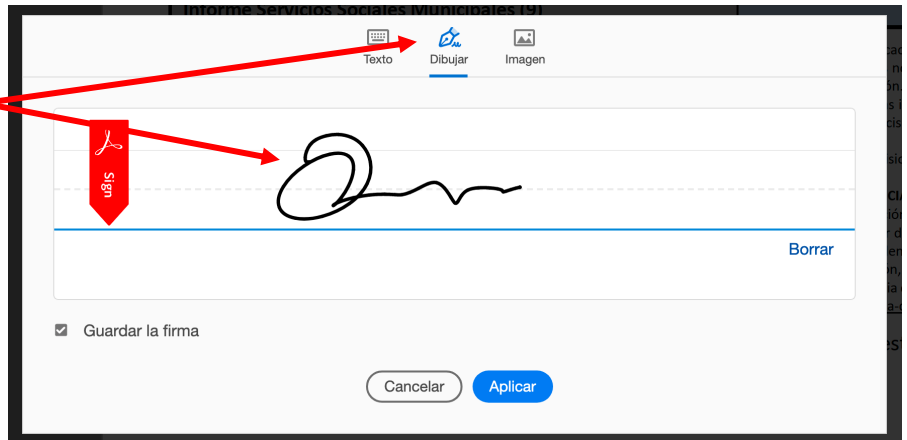 Informe Servicios Sociales Municipales (9)
Texto
Dibujar
Imagen
Sign
Borrar
Guardar la firma
Cancelar
Aplicar